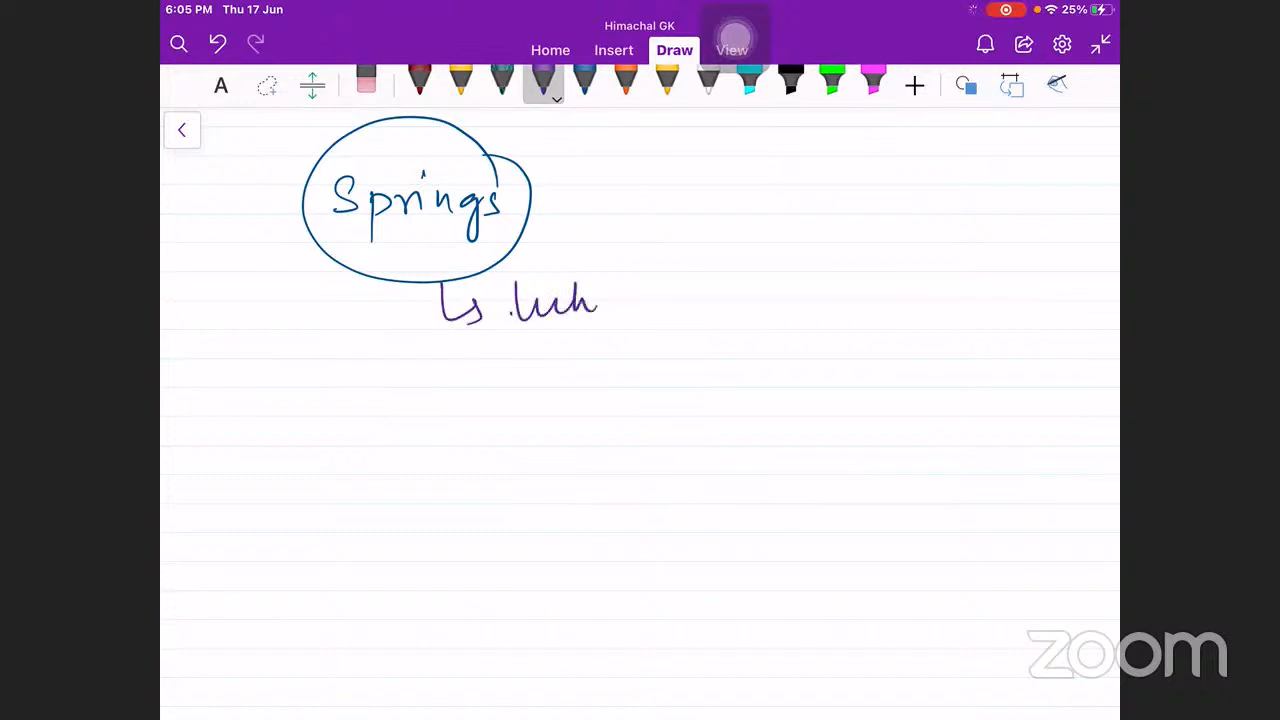 6:05 PM Thu 17 Jun
25%
Himachal GK
Home Insert Draw View
A
Springs
zoom